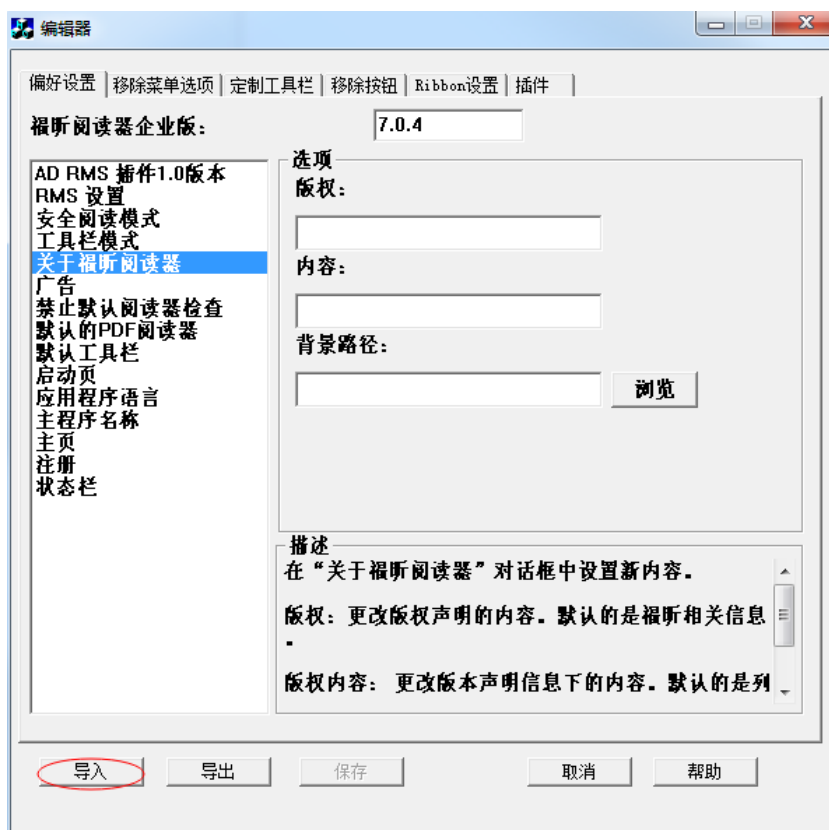 编辑器
偏好设置 移除菜单选项 定制工具栏 移除按钮 Ribbon设置 插件
福昕阅读器企业版： 7.0.4
AD RMS 插件1.0版本
RMS 设置
安全阅读模式
工具栏模式
关于福昕阅读器
广告
禁止默认阅读器检查
默认的PDF阅读器
默认工具栏
启动页
应用程序语言
主程序名称
主页
注册
状态栏
选项
版权：
内容：
背景路径：
浏览
描述
在“关于福昕阅读器”对话框中设置新内容。
版权：更改版权声明的内容。默认的是福昕相关信息
。
版权内容： 更改版本声明信息下的内容。默认的是列
导入 导出 保存 取消 帮助